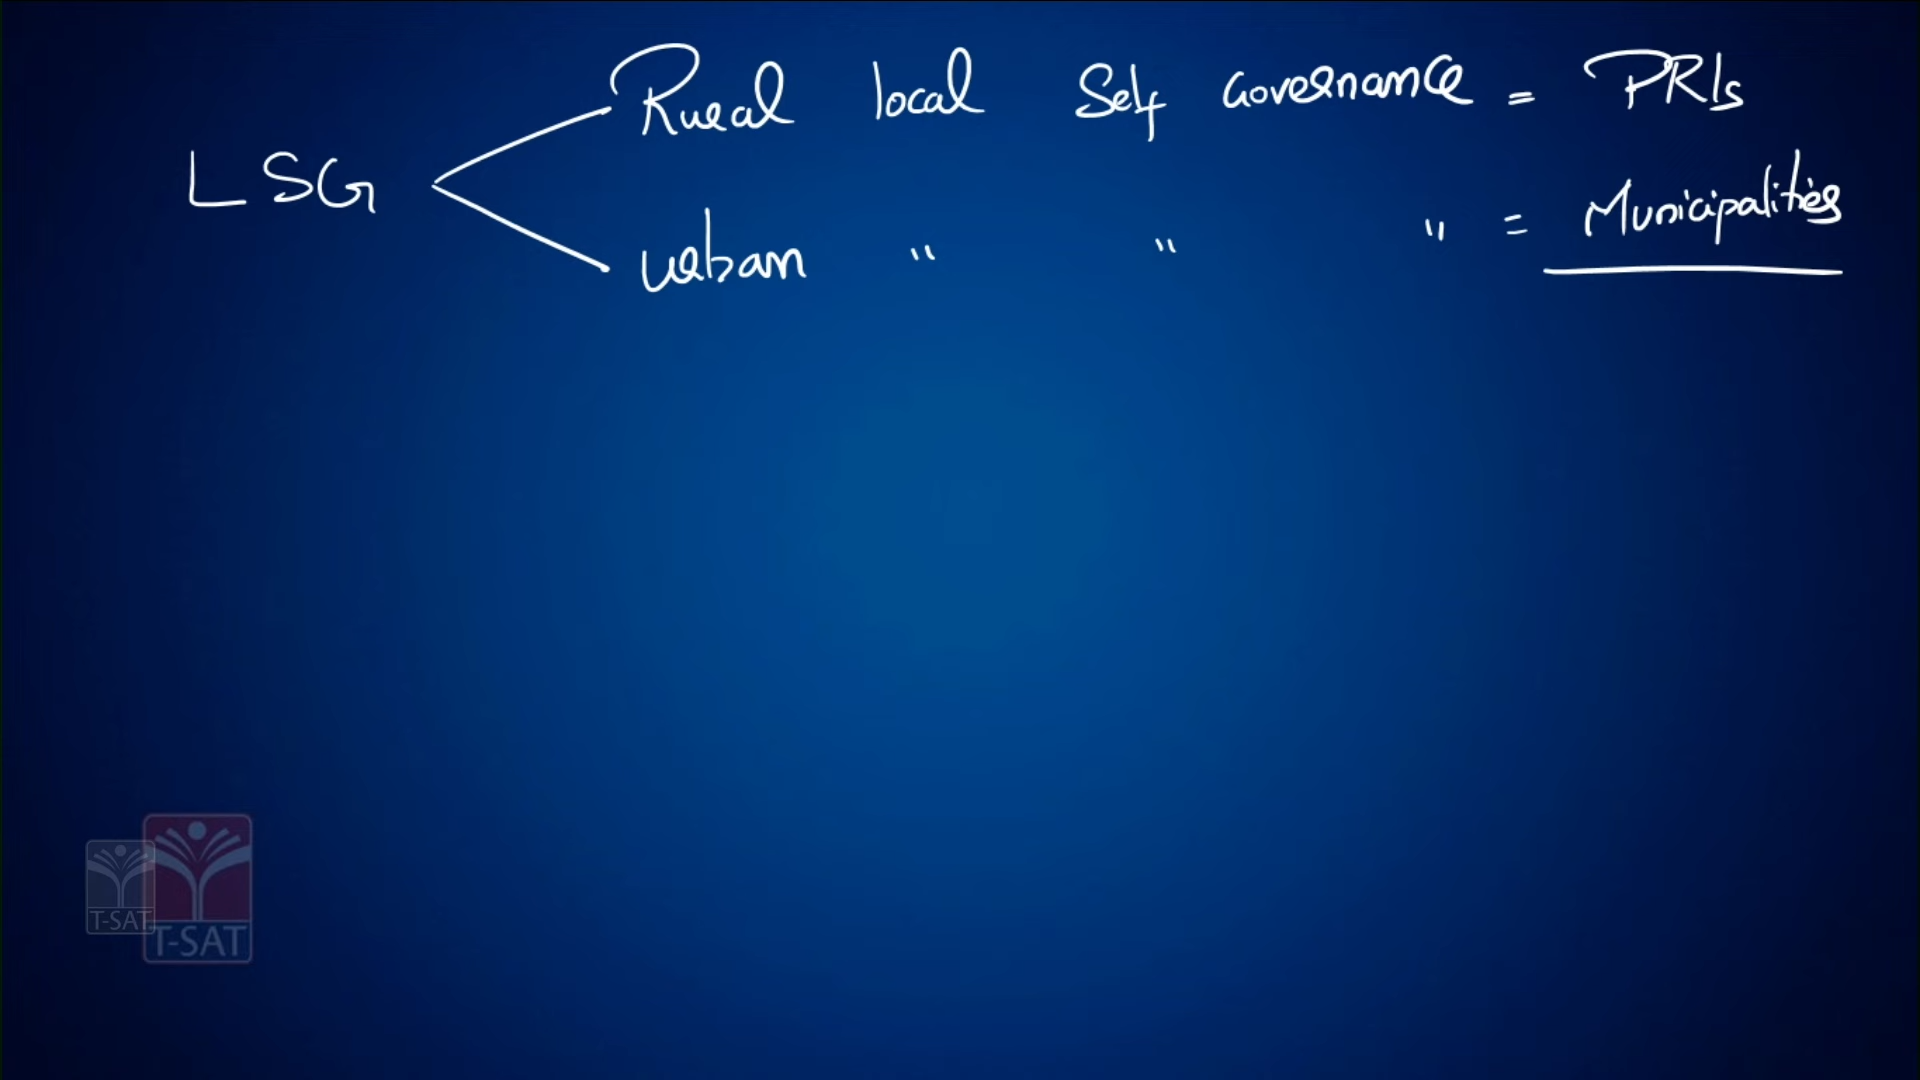 Rural local Self Governance = PRIs
LSG
urban " " " = Municipalities
T-SAT
T-SAT